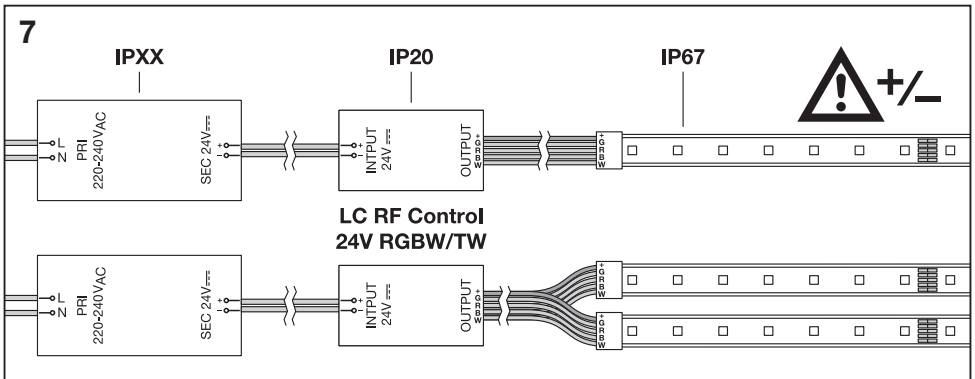 7
IPXX
IP20
IP67
+/–
L
N
PRI
220-240VAC
SEC 24V
+
–
+
–
INTPUT
24V
OUTPUT
+
G
R
B
W
+
G
R
B
W
LC RF Control
24V RGBW/TW
L
N
PRI
220-240VAC
SEC 24V
+
–
+
–
INTPUT
24V
OUTPUT
+
G
R
B
W
+
G
R
B
W
+
G
R
B
W